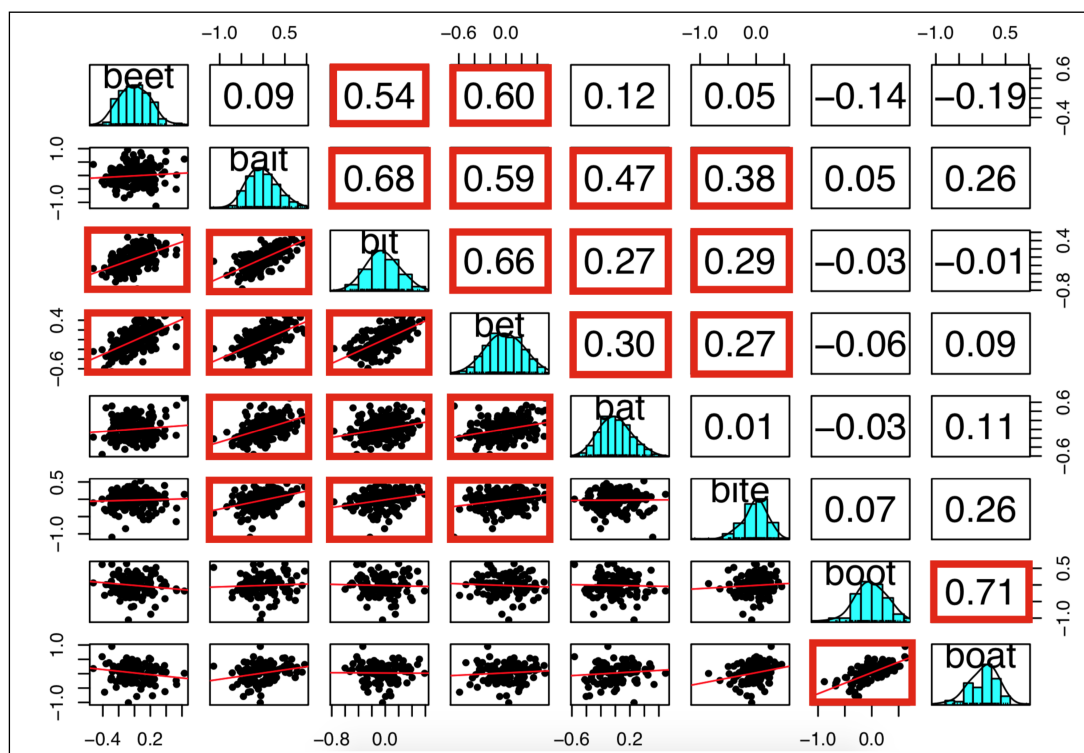 −1.0 0.5 −0.6 0.0 −1.0 0.0 −1.0 0.5
beet 0.09 0.54 0.60 0.12 0.05 −0.14 −0.19 −0.4 0.6
−1.0 1.0 bait 0.68 0.59 0.47 0.38 0.05 0.26
bit 0.66 0.27 0.29 −0.03 −0.01 −0.8 0.4
−0.6 0.4 bet 0.30 0.27 −0.06 0.09
bat 0.01 −0.03 0.11 −0.6 0.6
−1.0 0.5 bite 0.07 0.26
boot 0.71 −1.0 0.5
−1.0 1.0 boat
−0.4 0.2 −0.8 0.0 −0.6 0.2 −1.0 0.0